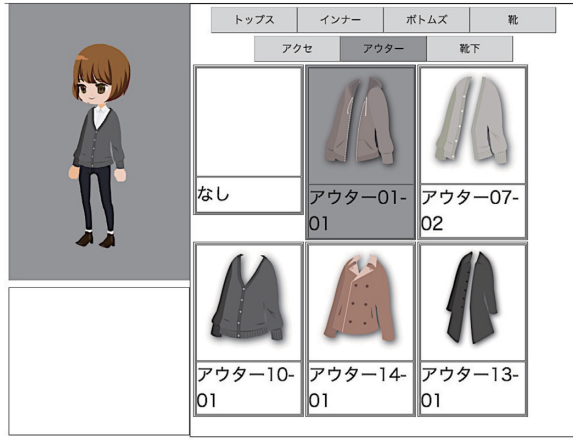 トップス
インナー
ボトムズ
靴
アクセ
アウター
靴下
なし
アウター01-
01
アウター07-
02
アウター10-
01
アウター14-
01
アウター13-
01